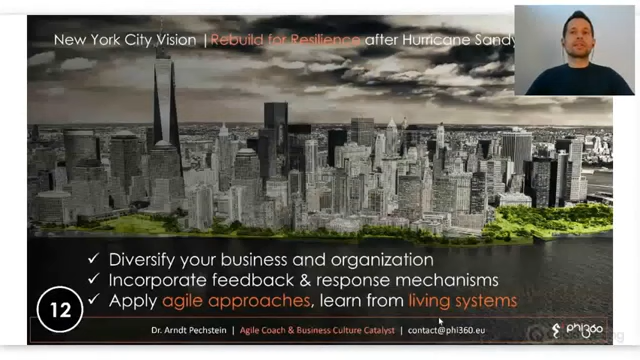 New York City Vision | Rebuild for Resilience after Hurricane Sandy
✓ Diversify your business and organization
✓ Incorporate feedback & response mechanisms
✓ Apply agile approaches, learn from living systems
12
Dr. Arndt Pechstein | Agile Coach & Business Culture Catalyst | contact@phi360.eu
phi360